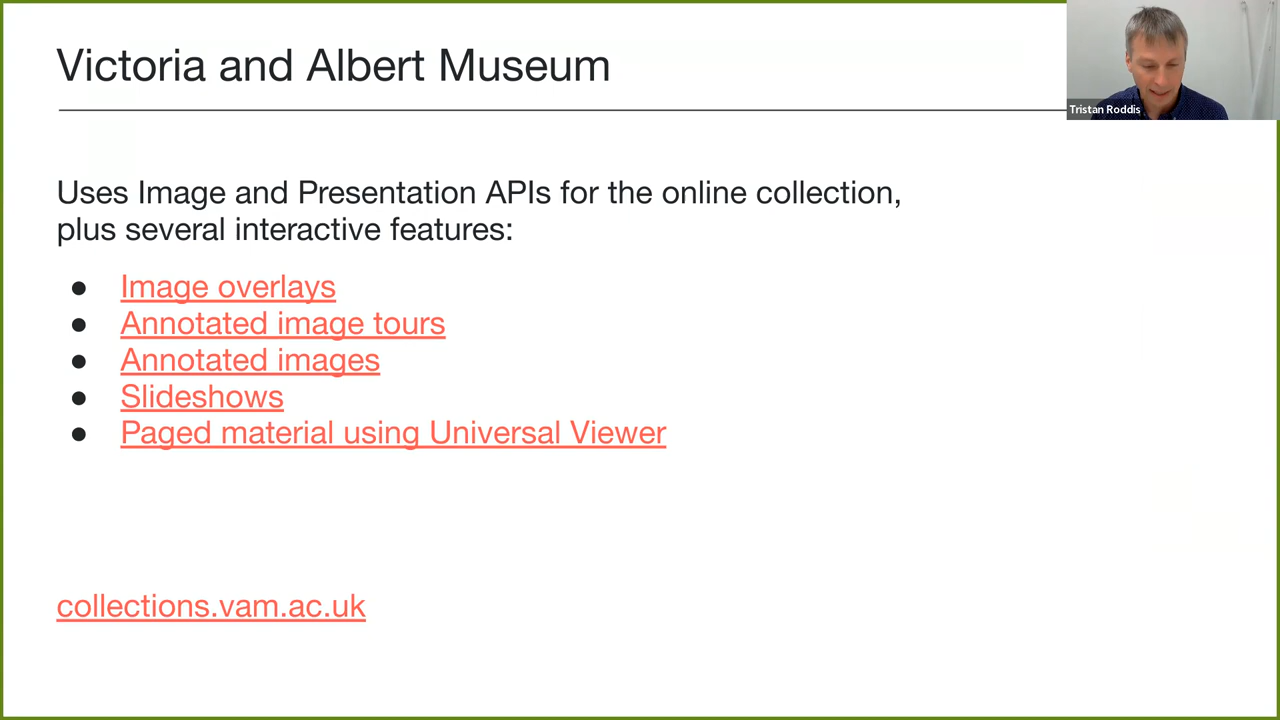 Victoria and Albert Museum
Tristan Roddis
Uses Image and Presentation APIs for the online collection,
plus several interactive features:
● Image overlays
● Annotated image tours
● Annotated images
● Slideshows
● Paged material using Universal Viewer
collections.vam.ac.uk